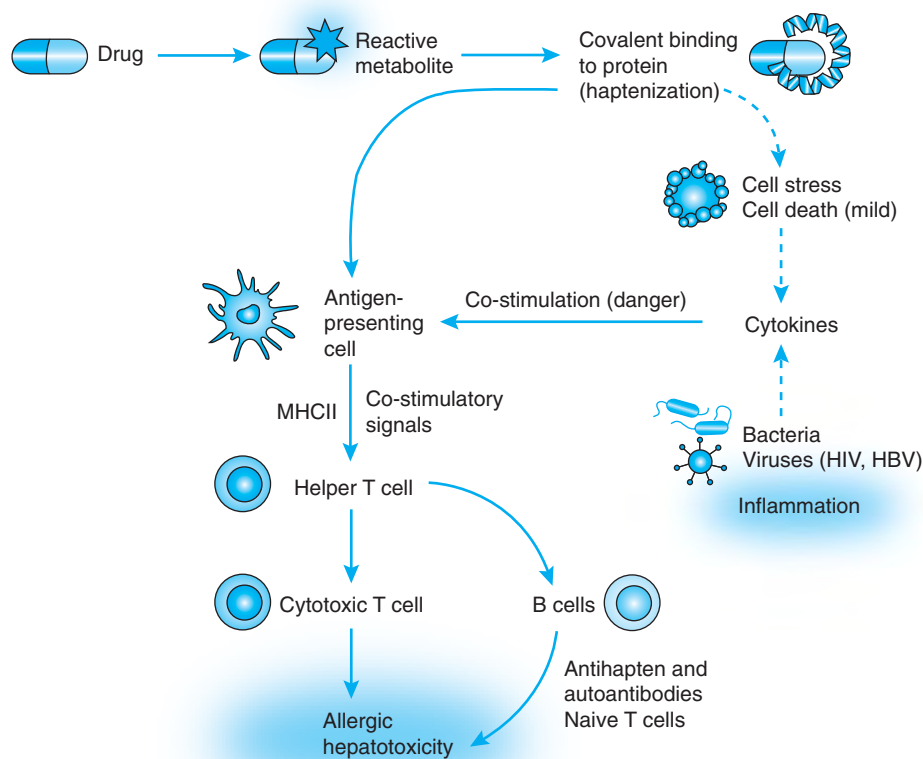 Drug
Reactive
metabolite
Covalent binding
to protein
(haptenization)
Cell stress
Cell death (mild)
Antigen-
presenting
cell
Co-stimulation (danger)
Cytokines
MHCII
Co-stimulatory
signals
Bacteria
Viruses (HIV, HBV)
Inflammation
Helper T cell
Cytotoxic T cell
B cells
Antihapten and
autoantibodies
Naive T cells
Allergic
hepatotoxicity